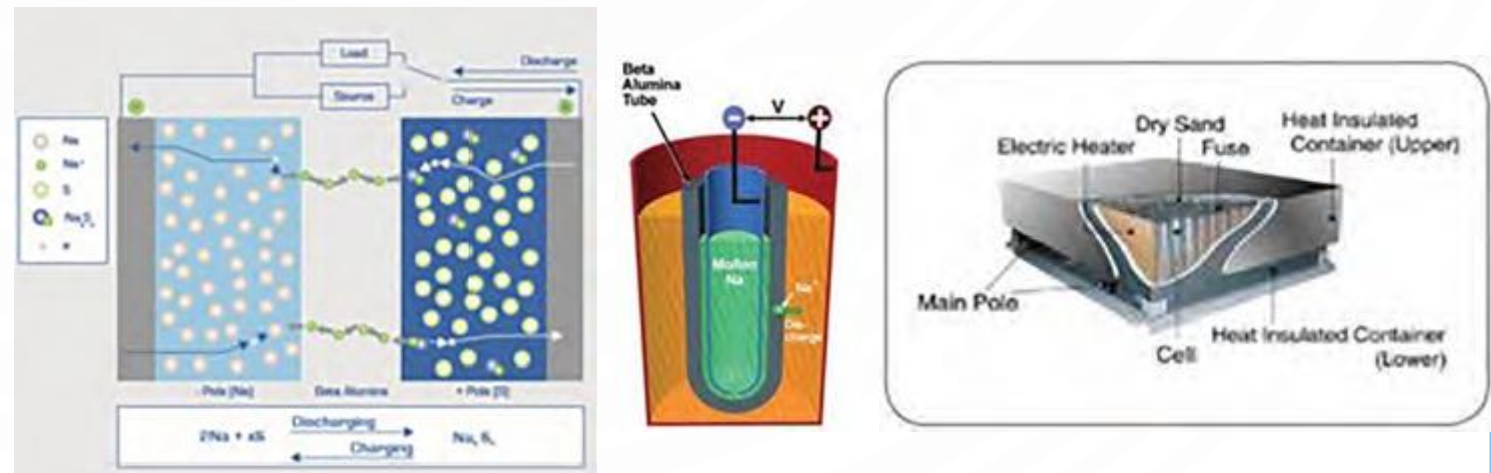 Load
Discharge
Source
Charge
Na
Na⁺
S
e
- Pole [Na]
Beta Alumina
+ Pole [S]
2Na + xS
Discharging
Charging
Beta
Alumina
Tube
−
V
+
Molten
Na
Na⁺
Dis-
charge
Electric Heater
Dry Sand
Fuse
Heat Insulated
Container (Upper)
Main Pole
Cell
Heat Insulated Container
(Lower)